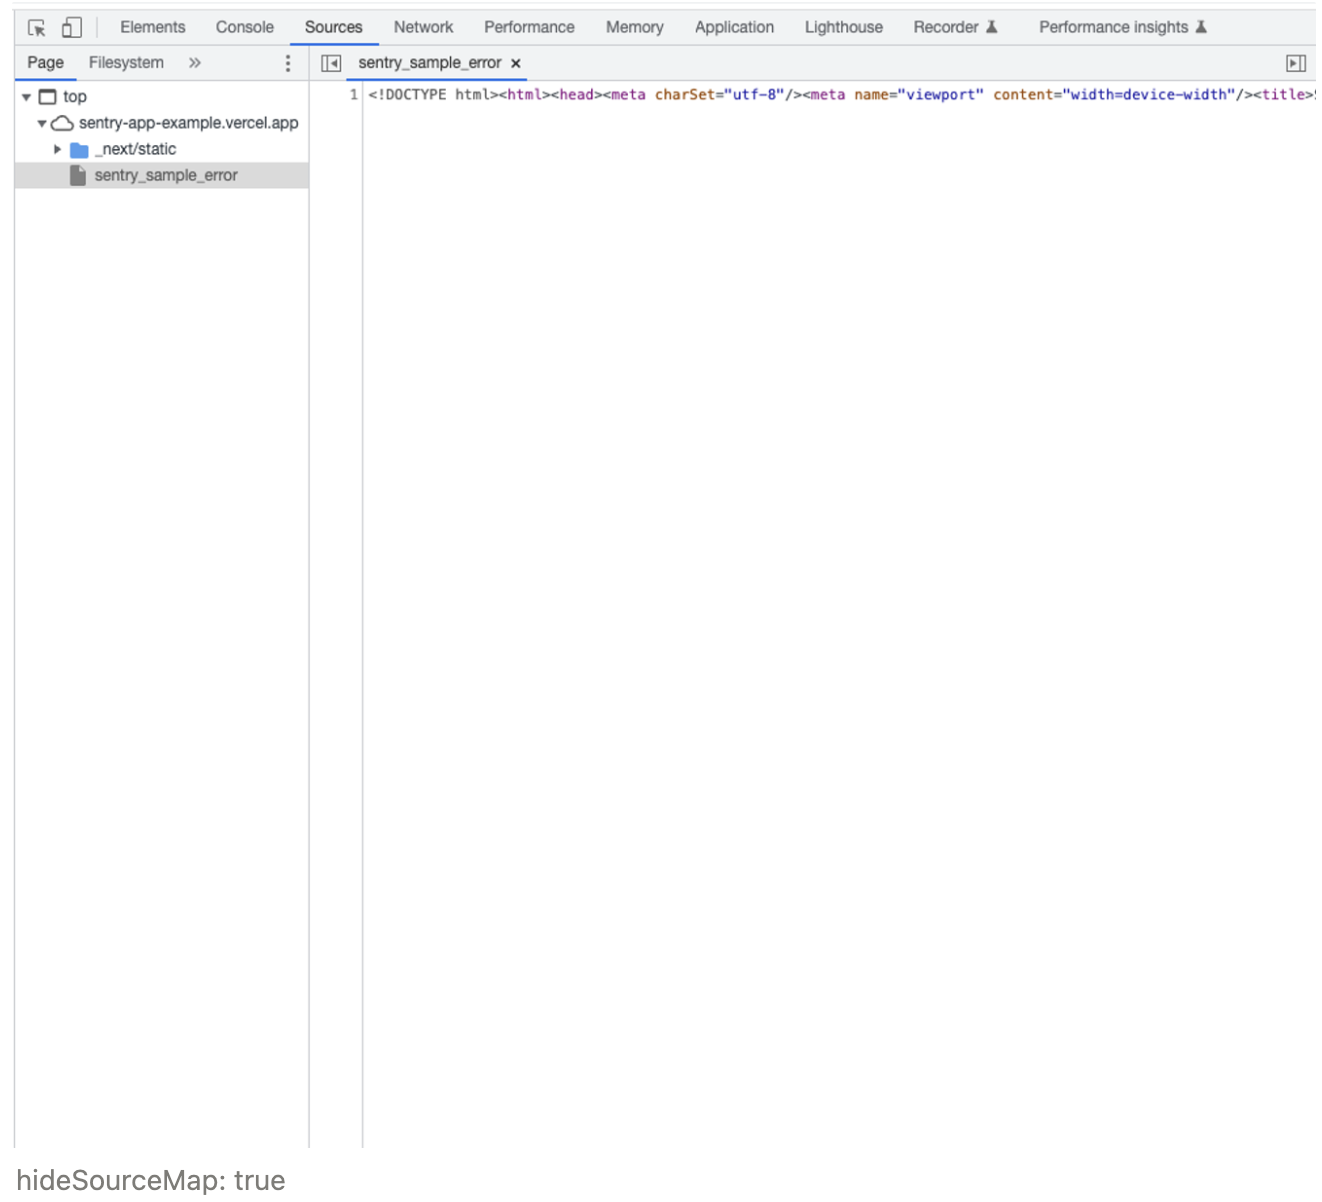 Elements Console Sources Network Performance Memory Application Lighthouse Recorder Performance insights
Page Filesystem » sentry_sample_error ×
top
sentry-app-example.vercel.app
_next/static
sentry_sample_error
1 <!DOCTYPE html><html><head><meta charSet="utf-8"/><meta name="viewport" content="width=device-width"/><title>
hideSourceMap: true